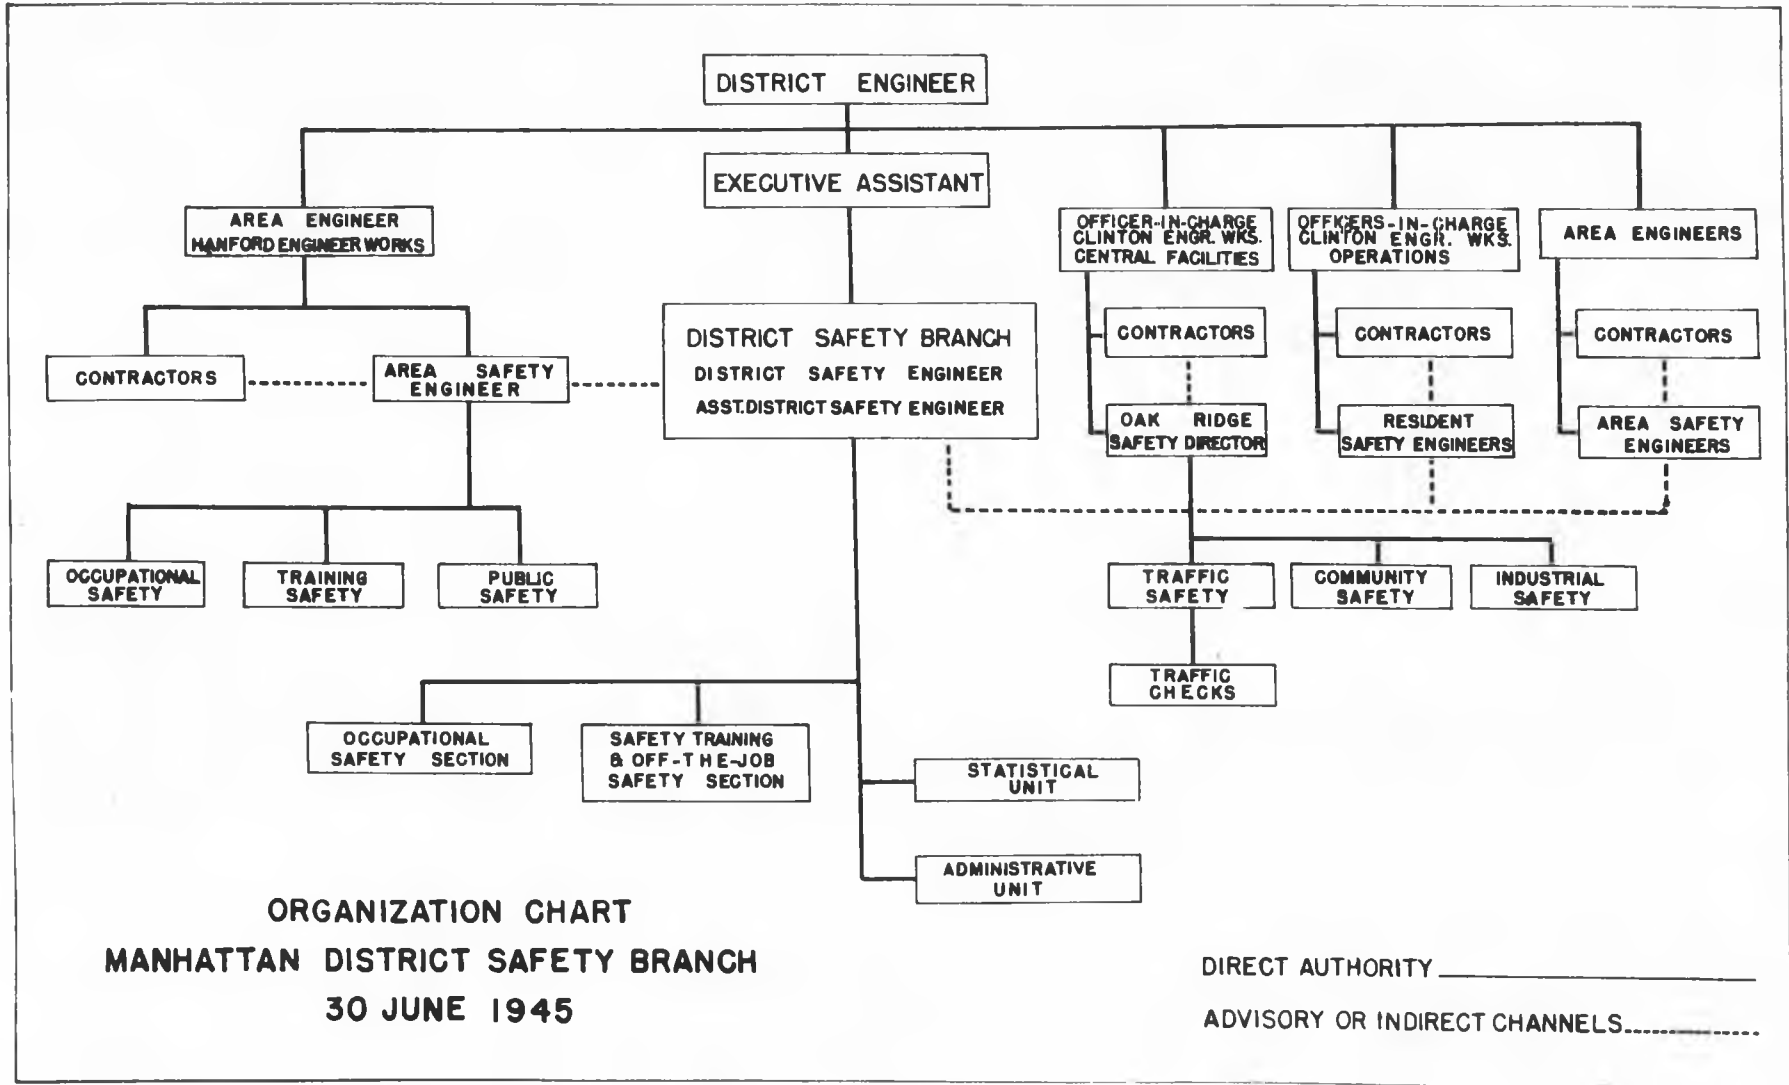 DISTRICT ENGINEER
EXECUTIVE ASSISTANT
AREA ENGINEER
HANFORD ENGINEER WORKS
OFFICER-IN-CHARGE
CLINTON ENGR. WKS.
CENTRAL FACILITIES
OFFICERS-IN-CHARGE
CLINTON ENGR. WKS.
OPERATIONS
AREA ENGINEERS
CONTRACTORS
AREA SAFETY
ENGINEER
DISTRICT SAFETY BRANCH
DISTRICT SAFETY ENGINEER
ASST. DISTRICT SAFETY ENGINEER
CONTRACTORS
CONTRACTORS
CONTRACTORS
OAK RIDGE
SAFETY DIRECTOR
RESIDENT
SAFETY ENGINEERS
AREA SAFETY
ENGINEERS
OCCUPATIONAL
SAFETY
TRAINING
SAFETY
PUBLIC
SAFETY
TRAFFIC
SAFETY
COMMUNITY
SAFETY
INDUSTRIAL
SAFETY
TRAFFIC
CHECKS
OCCUPATIONAL
SAFETY SECTION
SAFETY TRAINING
& OFF-THE-JOB
SAFETY SECTION
STATISTICAL
UNIT
ADMINISTRATIVE
UNIT
ORGANIZATION CHART
MANHATTAN DISTRICT SAFETY BRANCH
30 JUNE 1945
DIRECT AUTHORITY
ADVISORY OR INDIRECT CHANNELS